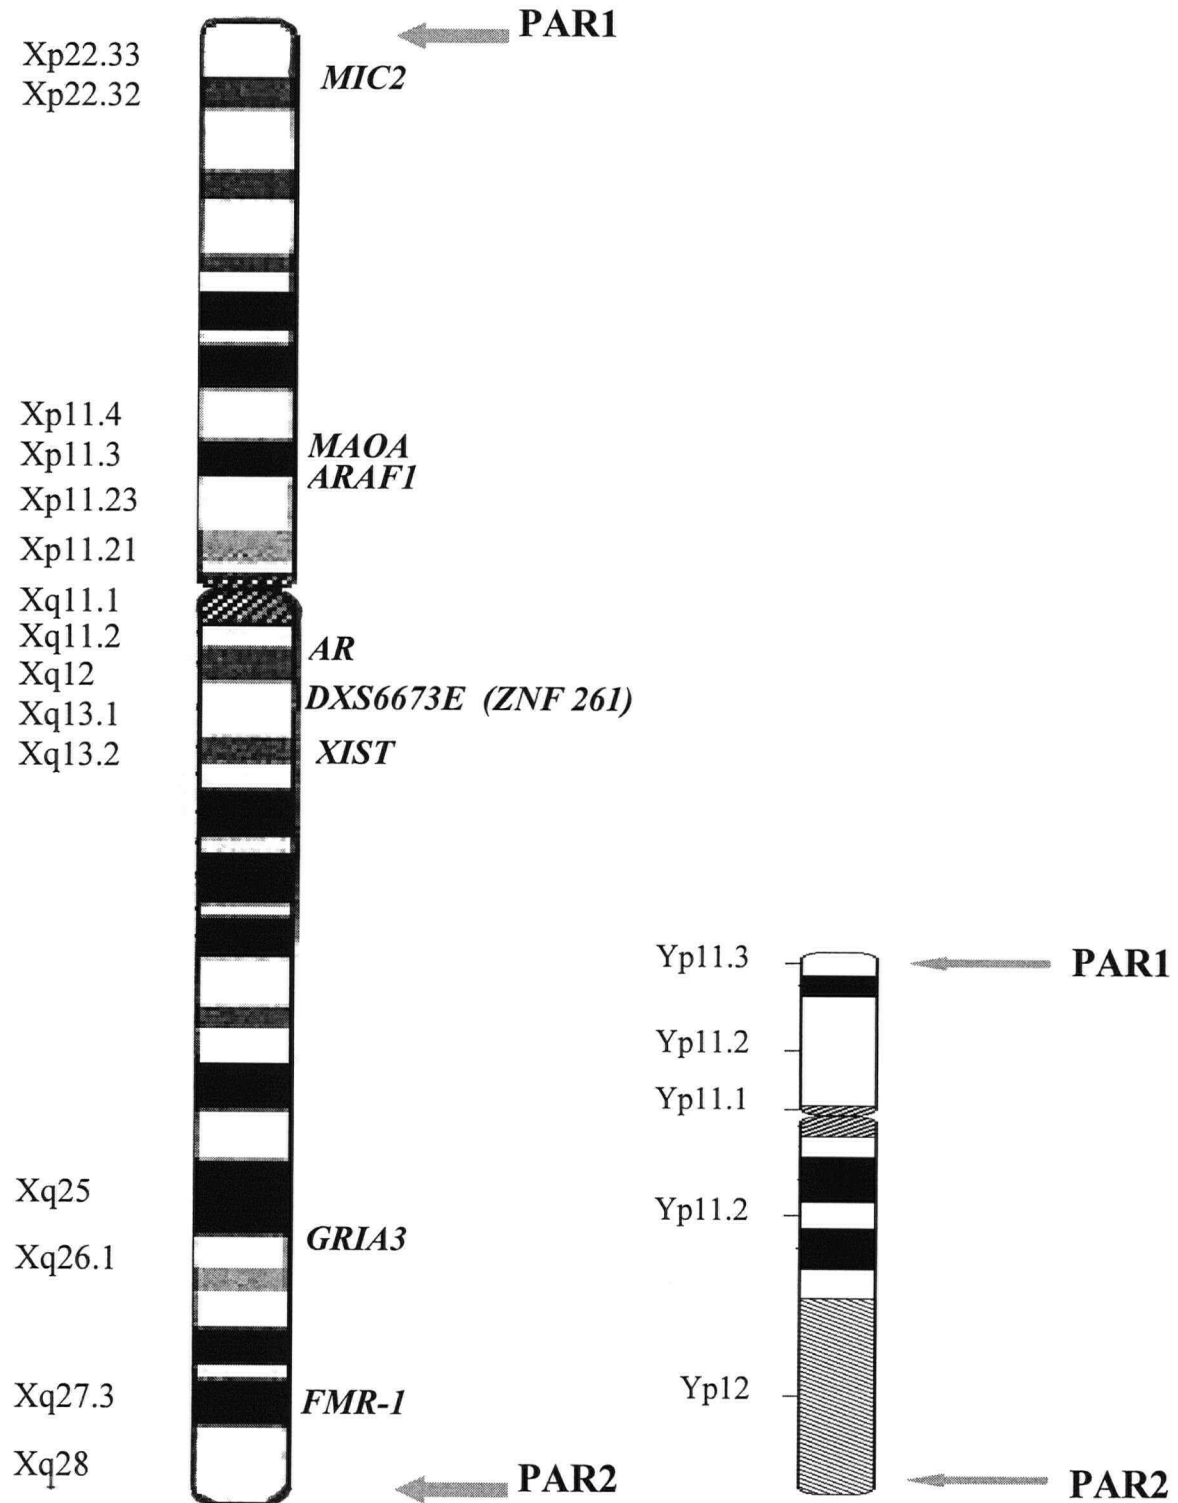 PAR1
Xp22.33
MIC2
Xp22.32
Xp11.4
MAOA
Xp11.3
ARAF1
Xp11.23
Xp11.21
Xq11.1
Xq11.2
AR
Xq12
DXS6673E (ZNF 261)
Xq13.1
Xq13.2
XIST
Yp11.3
PAR1
Yp11.2
Yp11.1
Xq25
Yp11.2
GRIA3
Xq26.1
Yp12
Xq27.3
FMR-1
Xq28
PAR2
PAR2